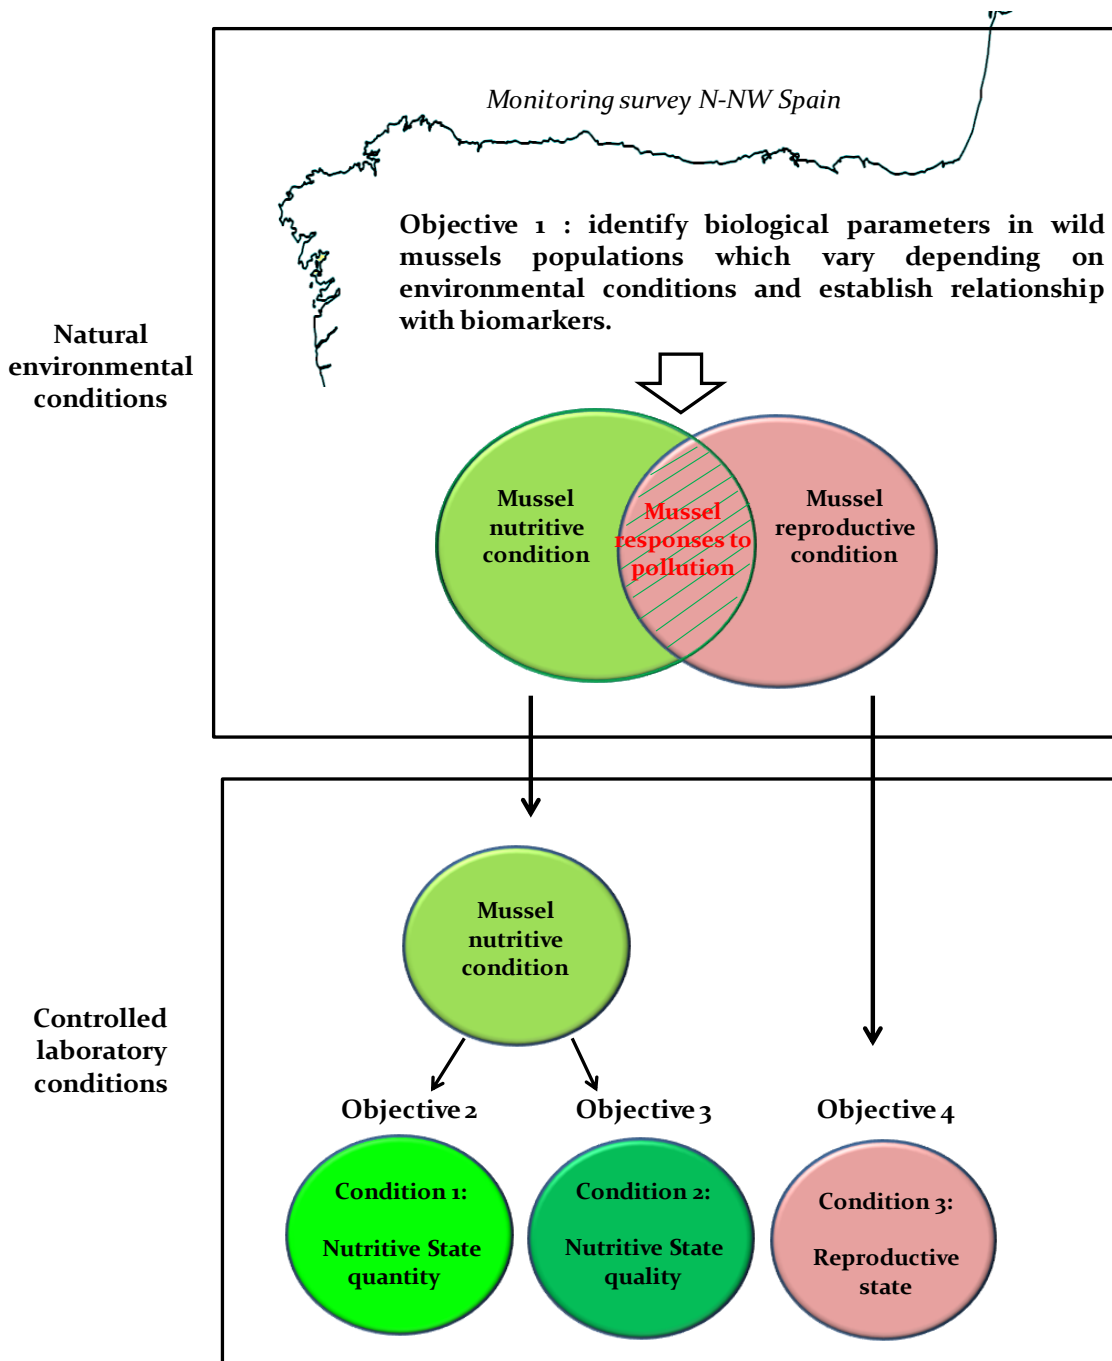 Monitoring survey N-NW Spain
Objective 1 : identify biological parameters in wild
mussels populations which vary depending on
environmental conditions and establish relationship
with biomarkers.
Natural
environmental
conditions
Mussel
nutritive
condition
Mussel
responses to
pollution
Mussel
reproductive
condition
Mussel
nutritive
condition
Controlled
laboratory
conditions
Objective 2
Objective 3
Objective 4
Condition 1:
Nutritive State
quantity
Condition 2:
Nutritive State
quality
Condition 3:
Reproductive
state